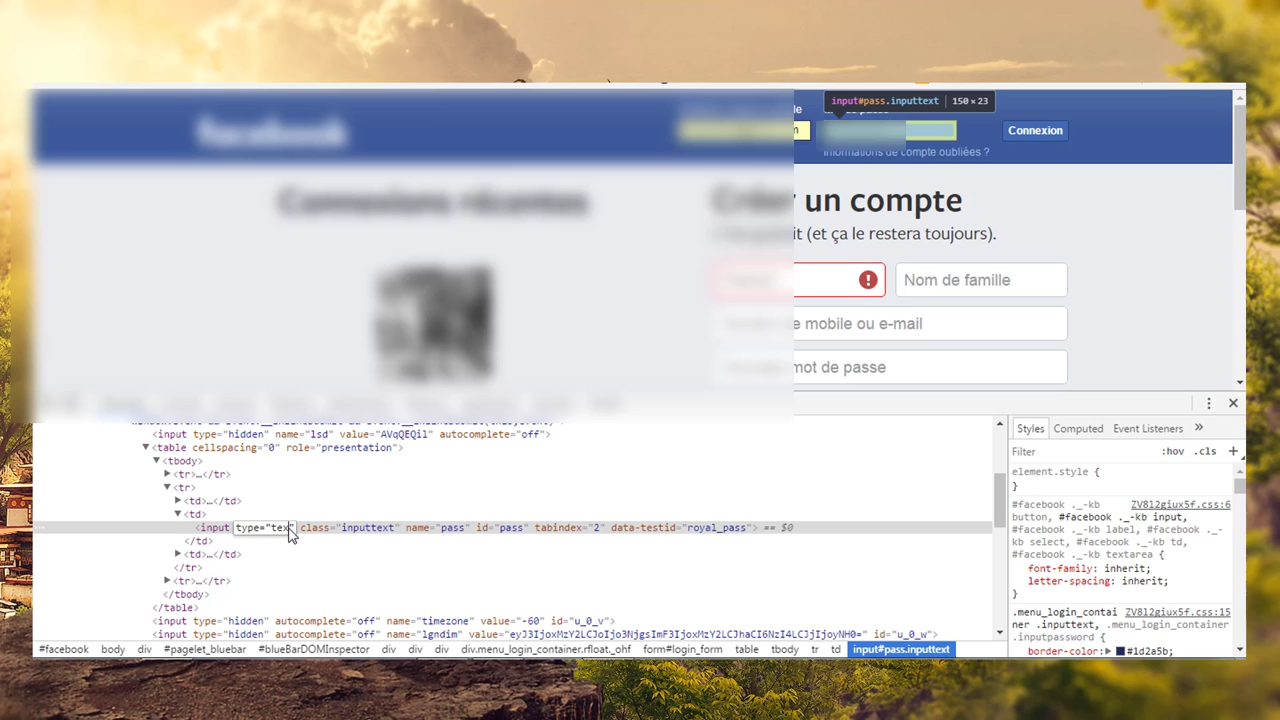 facebook
le
input#pass.inputtext 150 × 23
m
Connexion
Informations de compte oubliées ?
Connexions récentes
Créer un compte
it (et ça le restera toujours).
Nom de famille
e mobile ou e-mail
mot de passe
<input type="hidden" name="lsd" value="AVqQEQil" autocomplete="off">
▼<table cellspacing="0" role="presentation">
▼<tbody>
▶<tr>…</tr>
▼<tr>
▶<td>…</td>
▼<td>
<input type="tex" class="inputtext" name="pass" id="pass" tabindex="2" data-testid="royal_pass"> == $0
</td>
▶<td>…</td>
</tr>
▶<tr>…</tr>
</tbody>
</table>
<input type="hidden" autocomplete="off" name="timezone" value="-60" id="u_0_v">
<input type="hidden" autocomplete="off" name="lgndim" value="eyJ3IjoxMzY2LCJoIjo3NjgsImF3IjoxMzY2LCJhaCI6NzI4LCJjIjoyNH0=" id="u_0_w">
#facebook body div #pagelet_bluebar #blueBarDOMInspector div div div div.menu_login_container.rfloat._ohf form#login_form table tbody tr td input#pass.inputtext
Styles Computed Event Listeners »
Filter :hov .cls +
element.style {
}
#facebook ._-kb ZV8l2giux5f.css:6
button, #facebook ._-kb input,
#facebook ._-kb label, #facebook ._-
kb select, #facebook ._-kb td,
#facebook ._-kb textarea {
font-family: inherit;
letter-spacing: inherit;
}
.menu_login_contai ZV8l2giux5f.css:15
ner .inputtext, .menu_login_container
.inputpassword {
border-color:▶ #1d2a5b;